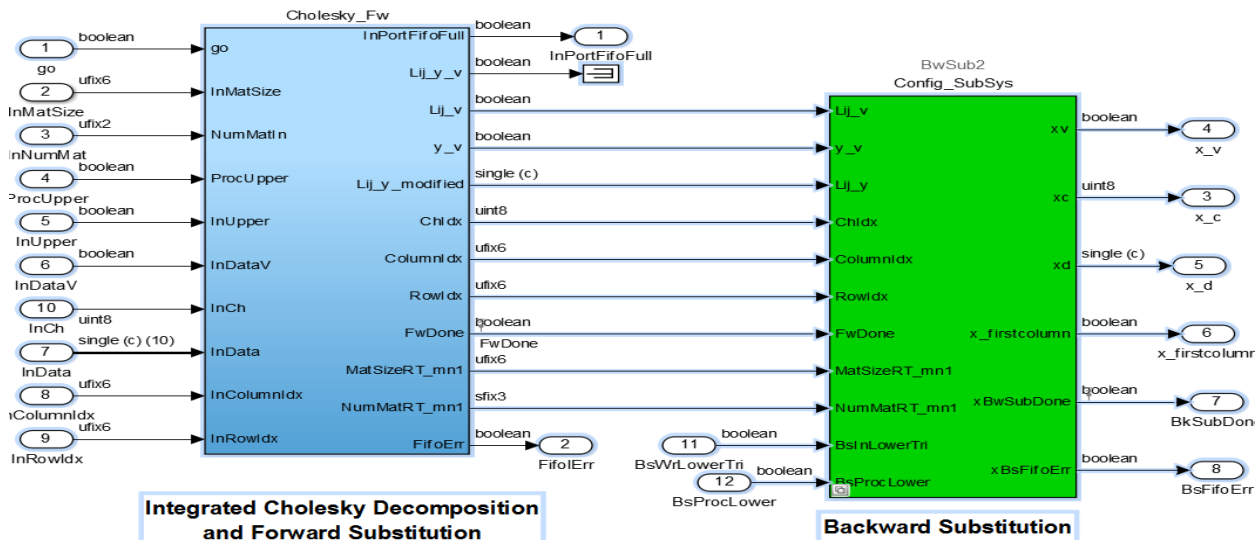 Cholesky_Fw
boolean
1
go
ufix6
2
InMatSize
ufix2
3
InNumMat
boolean
4
ProcUpper
boolean
5
InUpper
boolean
6
InDataV
10
InCh
uint8
single (c) (10)
7
InData
ufix6
8
nColumnIdx
ufix6
9
InRowIdx
go
InMatSize
NumMatIn
ProcUpper
InUpper
InDataV
InCh
InData
InColumnIdx
InRowIdx
InPortFifoFull
Lij_y_v
Lij_v
y_v
Lij_y_modified
ChIdx
ColumnIdx
RowIdx
FwDone
MatSizeRT_mn1
NumMatRT_mn1
FifoErr
boolean
1
InPortFifoFull
boolean
boolean
boolean
single (c)
uint8
ufix6
ufix6
boolean
FwDone
ufix6
sfix3
boolean
2
FifoIErr
11
BsWrLowerTri
boolean
12
BsProcLower
boolean
BwSub2
Config_SubSys
Lij_v
y_v
Lij_y
ChIdx
ColumnIdx
RowIdx
FwDone
MatSizeRT_mn1
NumMatRT_mn1
BsInLowerTri
BsProcLower
xv
xc
xd
x_firstcolumn
xBwSubDone
xBsFifoErr
boolean
4
x_v
uint8
3
x_c
single (c)
5
x_d
boolean
6
x_firstcolumn
boolean
7
BkSubDone
boolean
8
BsFifoErr
Integrated Cholesky Decomposition
and Forward Substitution
Backward Substitution